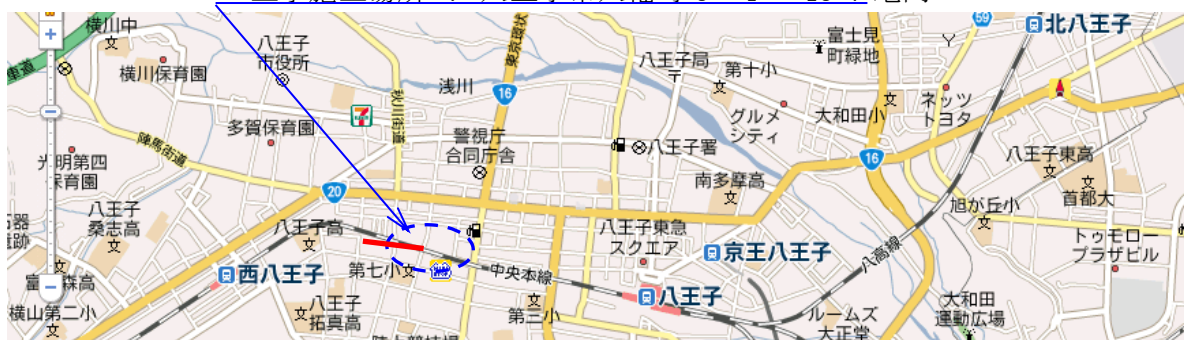 横川中
八王子
市役所
東京環状
八王子局
富士見
町緑地
59
北八王子
横川保育園
浅川
16
第十小
秋川街道
多賀保育園
グルメ
シティ
大和田小
ネッツ
トヨタ
陣馬街道
警視庁
合同庁舎
八王子署
16
八王子東高
光明第四
保育園
20
南多摩高
首都大
八王子
桑志高
八王子高
八王子東急
スクエア
旭が丘小
京王八王子
トゥモロー
プラザビル
西八王子
第七小
中央本線
八高線
八王子
横山第二小
八王子
拓真高
第三小
ルームズ
大正堂
大和田
運動広場